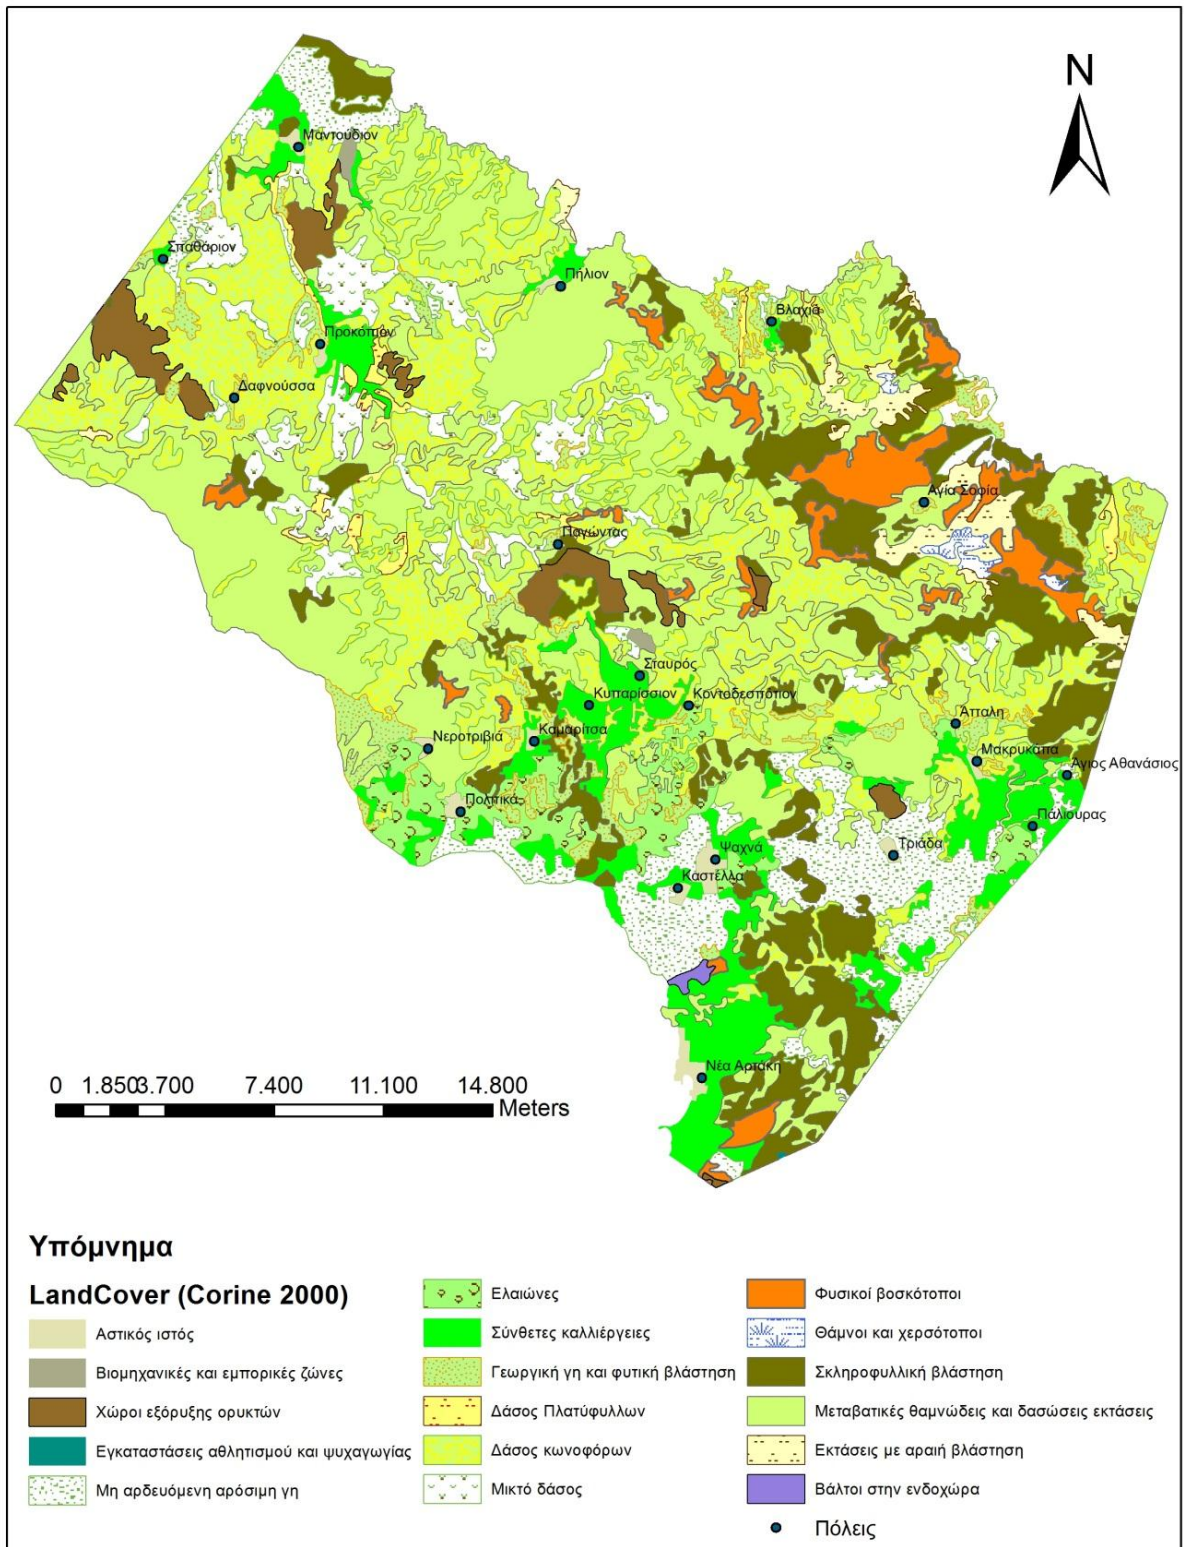 N
Μαντούδιον
Σπαθάριον
Πήλιον
Βλαχιά
Προκόπιον
Δαφνούσσα
Αγία Σοφία
Παγώντας
Σταυρός
Κυπαρίσσιον
Κοντοδεσπότιον
Άτταλη
Νεροτριβιά
Καμαρίτσα
Μακρυκάπα
Άγιος Αθανάσιος
Πολιτικά
Πάλιουρας
Ψαχνά
Τριάδα
Καστέλλα
Νέα Αρτάκη
0 1.850 3.700 7.400 11.100 14.800
Meters
Υπόμνημα
LandCover (Corine 2000)
Αστικός ιστός
Βιομηχανικές και εμπορικές ζώνες
Χώροι εξόρυξης ορυκτών
Εγκαταστάσεις αθλητισμού και ψυχαγωγίας
Μη αρδευόμενη αρόσιμη γη
Ελαιώνες
Σύνθετες καλλιέργειες
Γεωργική γη και φυτική βλάστηση
Δάσος Πλατύφυλλων
Δάσος κωνοφόρων
Μικτό δάσος
Φυσικοί βοσκότοποι
Θάμνοι και χερσότοποι
Σκληροφυλλική βλάστηση
Μεταβατικές θαμνώδεις και δασώσεις εκτάσεις
Εκτάσεις με αραιή βλάστηση
Βάλτοι στην ενδοχώρα
Πόλεις